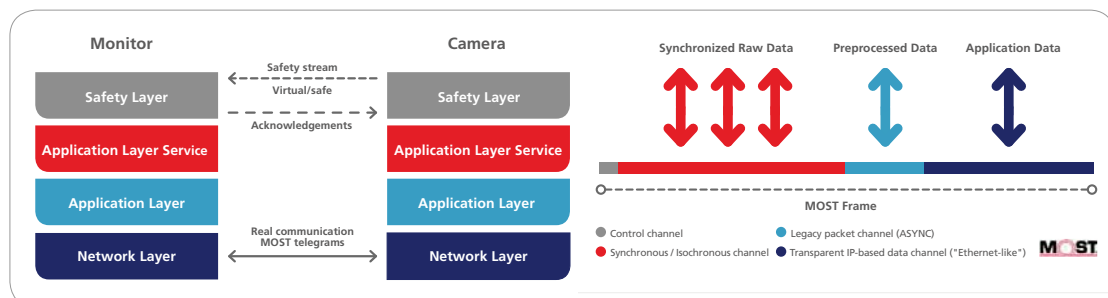 Monitor
Camera
Safety stream
Virtual/safe
Acknowledgements
Safety Layer
Safety Layer
Application Layer Service
Application Layer Service
Application Layer
Application Layer
Real communication
MOST telegrams
Network Layer
Network Layer
Synchronized Raw Data
Preprocessed Data
Application Data
MOST Frame
Control channel
Legacy packet channel (ASYNC)
Synchronous / Isochronous channel
Transparent IP-based data channel ("Ethernet-like")
MOST